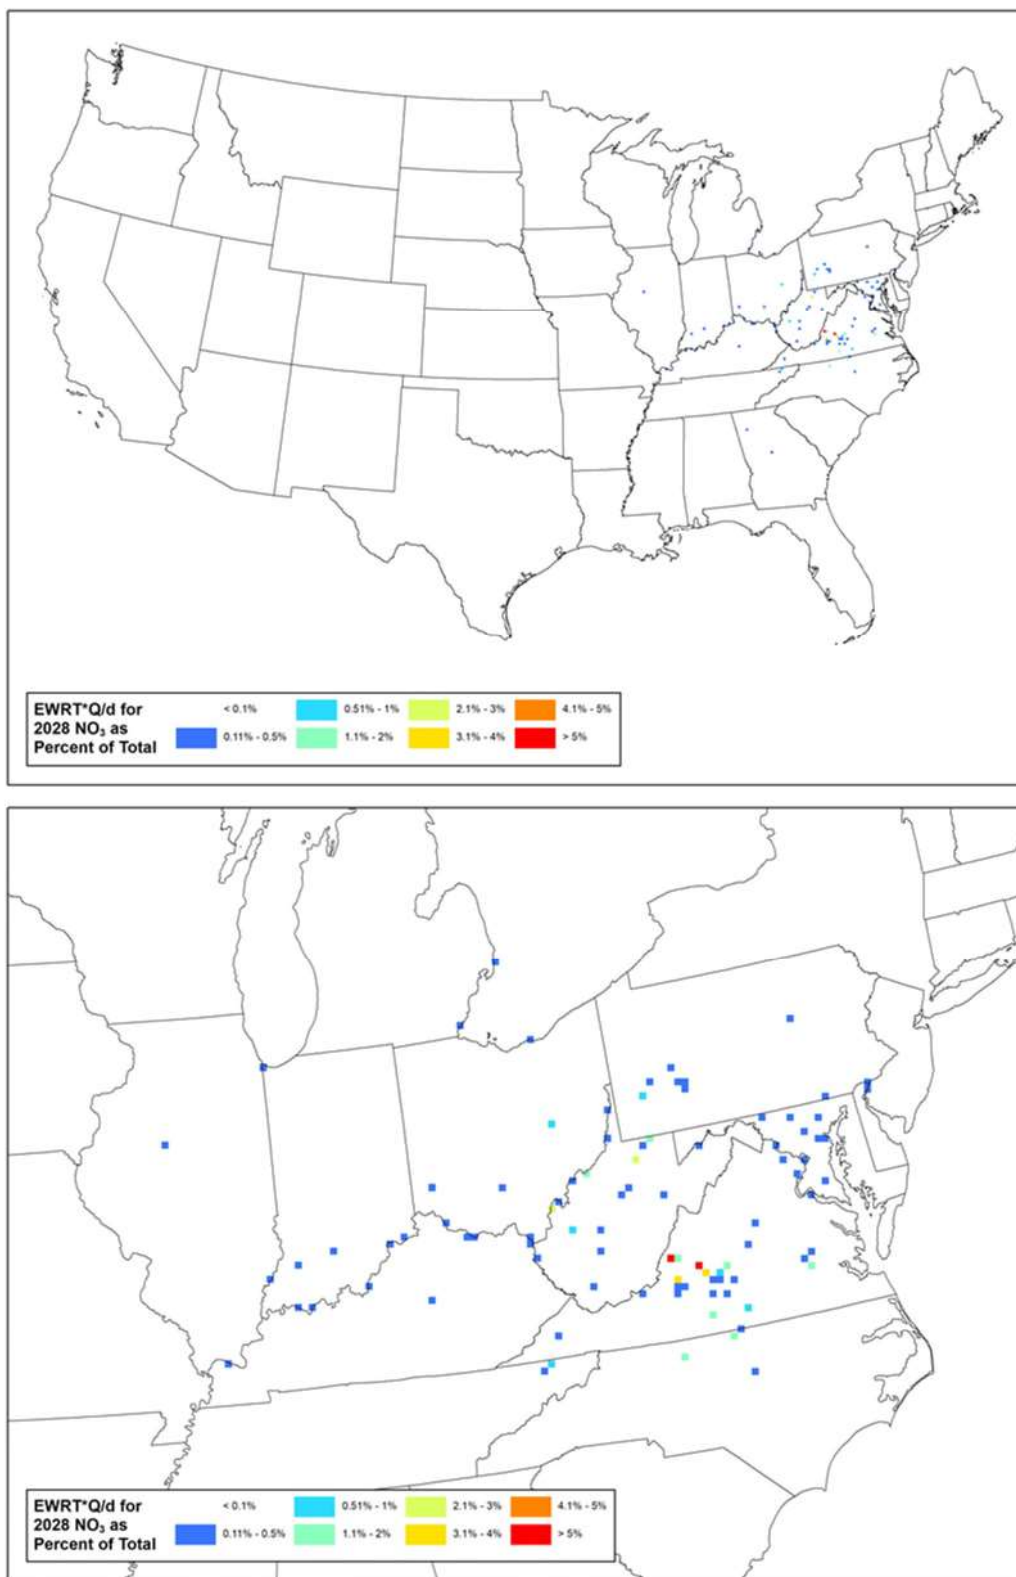 EWRT*Q/d for
2028 NO₃ as
Percent of Total
< 0.1%
0.51% - 1%
2.1% - 3%
4.1% - 5%
0.11% - 0.5%
1.1% - 2%
3.1% - 4%
> 5%
EWRT*Q/d for
2028 NO₃ as
Percent of Total
< 0.1%
0.51% - 1%
2.1% - 3%
4.1% - 5%
0.11% - 0.5%
1.1% - 2%
3.1% - 4%
> 5%